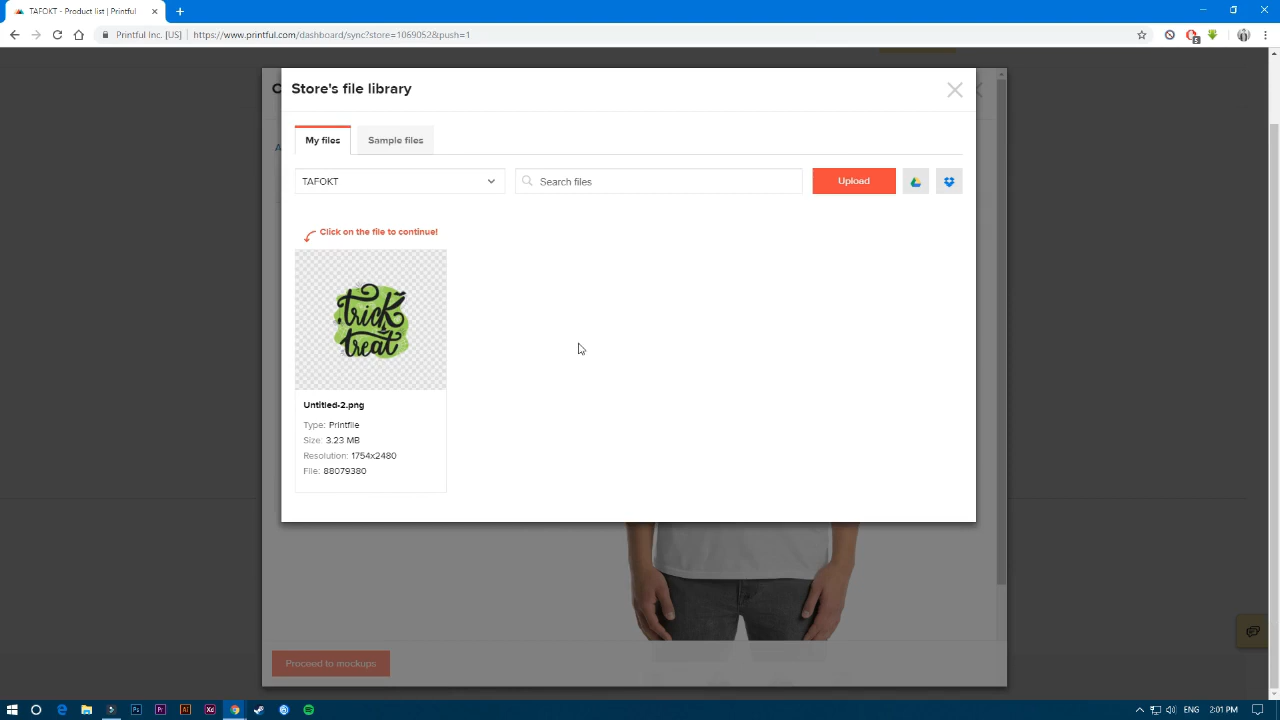 TAFOKT - Product list | Printful
Printful Inc. [US]
https://www.printful.com/dashboard/sync?store=1069052&push=1
Store's file library
My files
Sample files
TAFOKT
Search files
Upload
Click on the file to continue!
trick
treat
Untitled-2.png
Type: Printfile
Size: 3.23 MB
Resolution: 1754x2480
File: 88079380
Proceed to mockups
ENG
2:01 PM